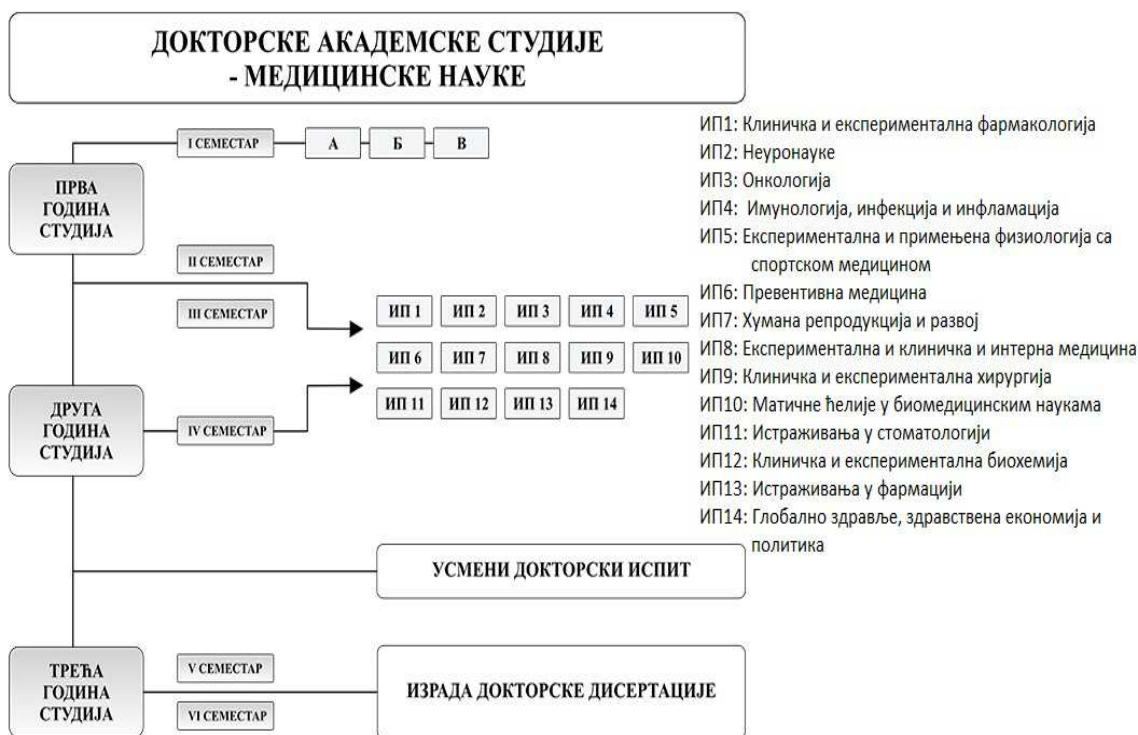 ДОКТОРСКЕ АКАДЕМСКЕ СТУДИЈЕ
- МЕДИЦИНСКЕ НАУКЕ
I СЕМЕСТАР
А
Б
В
ПРВА
ГОДИНА
СТУДИЈА
II СЕМЕСТАР
III СЕМЕСТАР
ИП 1 ИП 2 ИП 3 ИП 4 ИП 5
ИП 6 ИП 7 ИП 8 ИП 9 ИП 10
ИП 11 ИП 12 ИП 13 ИП 14
ДРУГА
ГОДИНА
СТУДИЈА
IV СЕМЕСТАР
ИП1: Клиничка и експериментална фармакологија
ИП2: Неуронауке
ИП3: Онкологија
ИП4: Имунологија, инфекција и инфламација
ИП5: Експериментална и примењена физиологија са
спортском медицином
ИП6: Превентивна медицина
ИП7: Хумана репродукција и развој
ИП8: Експериментална и клиничка и интерна медицина
ИП9: Клиничка и експериментална хирургија
ИП10: Матичне ћелије у биомедицинским наукама
ИП11: Истраживања у стоматологији
ИП12: Клиничка и експериментална биохемија
ИП13: Истраживања у фармацији
ИП14: Глобално здравље, здравствена економија и
политика
УСМЕНИ ДОКТОРСКИ ИСПИТ
ТРЕЋА
ГОДИНА
СТУДИЈА
V СЕМЕСТАР
VI СЕМЕСТАР
ИЗРАДА ДОКТОРСКЕ ДИСЕРТАЦИЈЕ